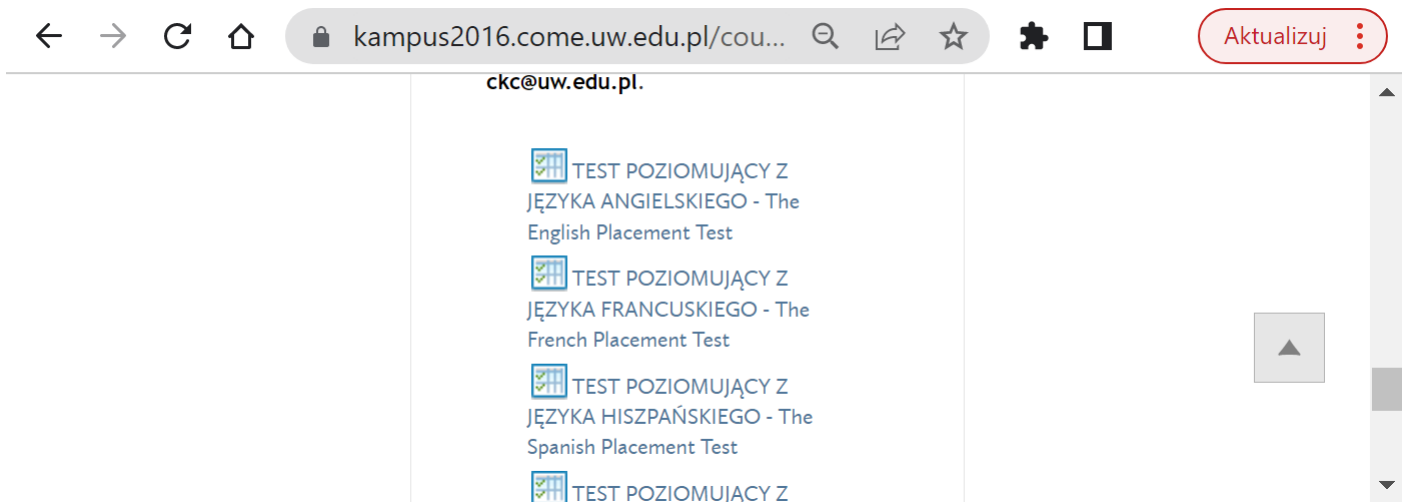 kampus2016.come.uw.edu.pl/cou...
Aktualizuj
ckc@uw.edu.pl.
TEST POZIOMUJĄCY Z
JĘZYKA ANGIELSKIEGO - The
English Placement Test
TEST POZIOMUJĄCY Z
JĘZYKA FRANCUSKIEGO - The
French Placement Test
TEST POZIOMUJĄCY Z
JĘZYKA HISZPAŃSKIEGO - The
Spanish Placement Test
TEST POZIOMUJĄCY Z